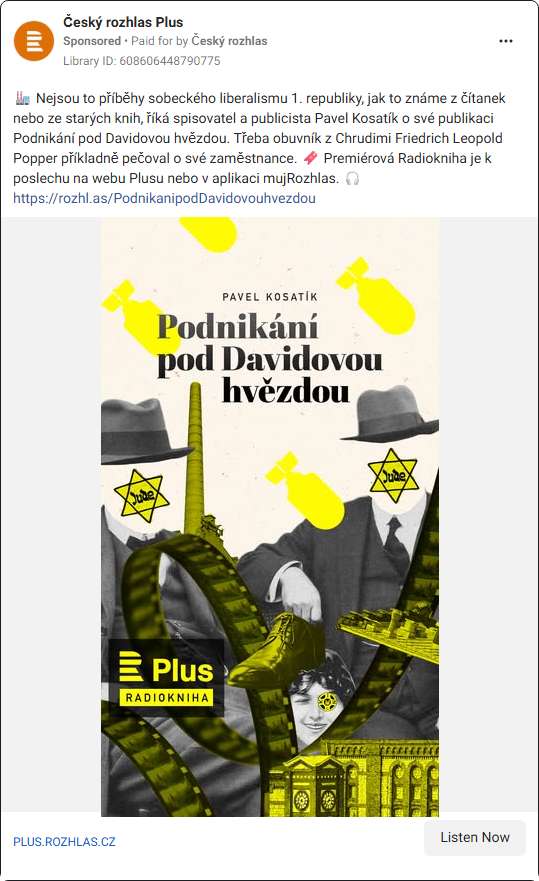 Český rozhlas Plus
Sponsored • Paid for by Český rozhlas
Library ID: 608606448790775
🏭 Nejsou to příběhy sobeckého liberalismu 1. republiky, jak to známe z čítanek
nebo ze starých knih, říká spisovatel a publicista Pavel Kosatík o své publikaci
Podnikání pod Davidovou hvězdou. Třeba obuvník z Chrudimi Friedrich Leopold
Popper příkladně pečoval o své zaměstnance. 🎟️ Premiérová Radiokniha je k
poslechu na webu Plusu nebo v aplikaci mujRozhlas. 🎧
https://rozhl.as/PodnikanipodDavidovouhvezdou
PAVEL KOSATÍK
Podnikání
pod Davidovou
hvězdou
Jude
Jude
Plus
RADIOKNIHA
PLUS.ROZHLAS.CZ
Listen Now